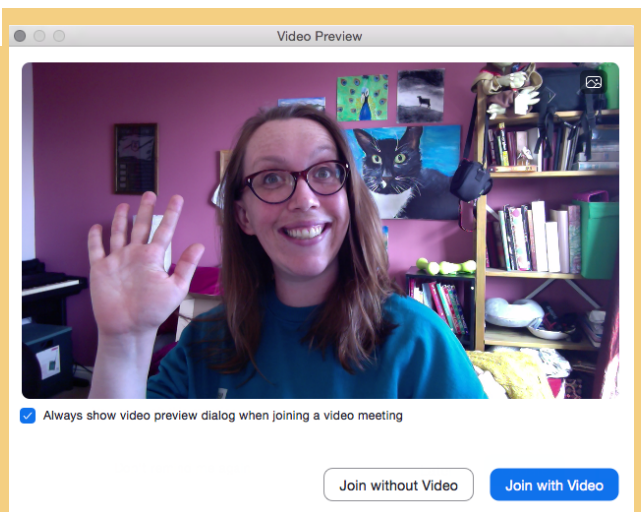 Video Preview
Always show video preview dialog when joining a video meeting
Join without Video
Join with Video